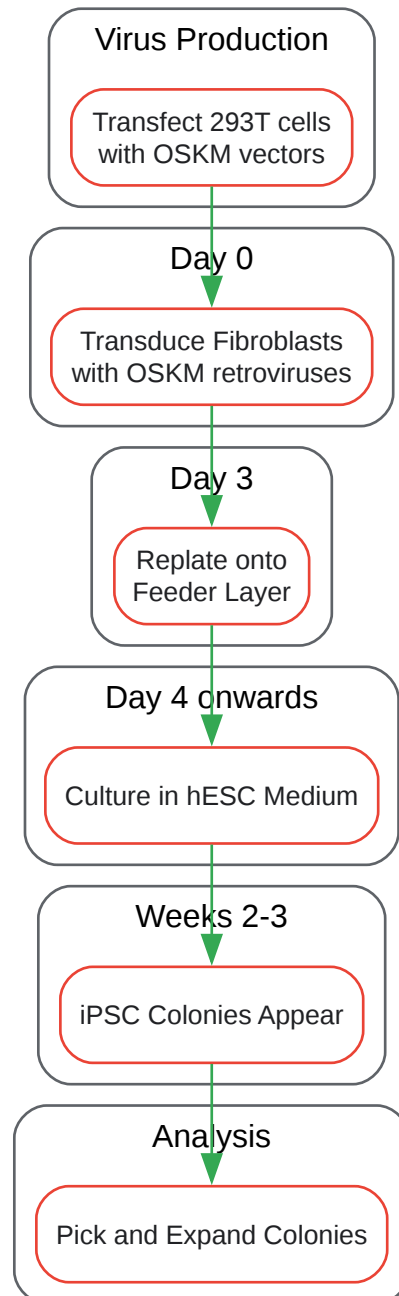 Virus Production
Transfect 293T cells
with OSKM vectors
Day 0
Transduce Fibroblasts
with OSKM retroviruses
Day 3
Replate onto
Feeder Layer
Day 4 onwards
Culture in hESC Medium
Weeks 2-3
iPSC Colonies Appear
Analysis
Pick and Expand Colonies